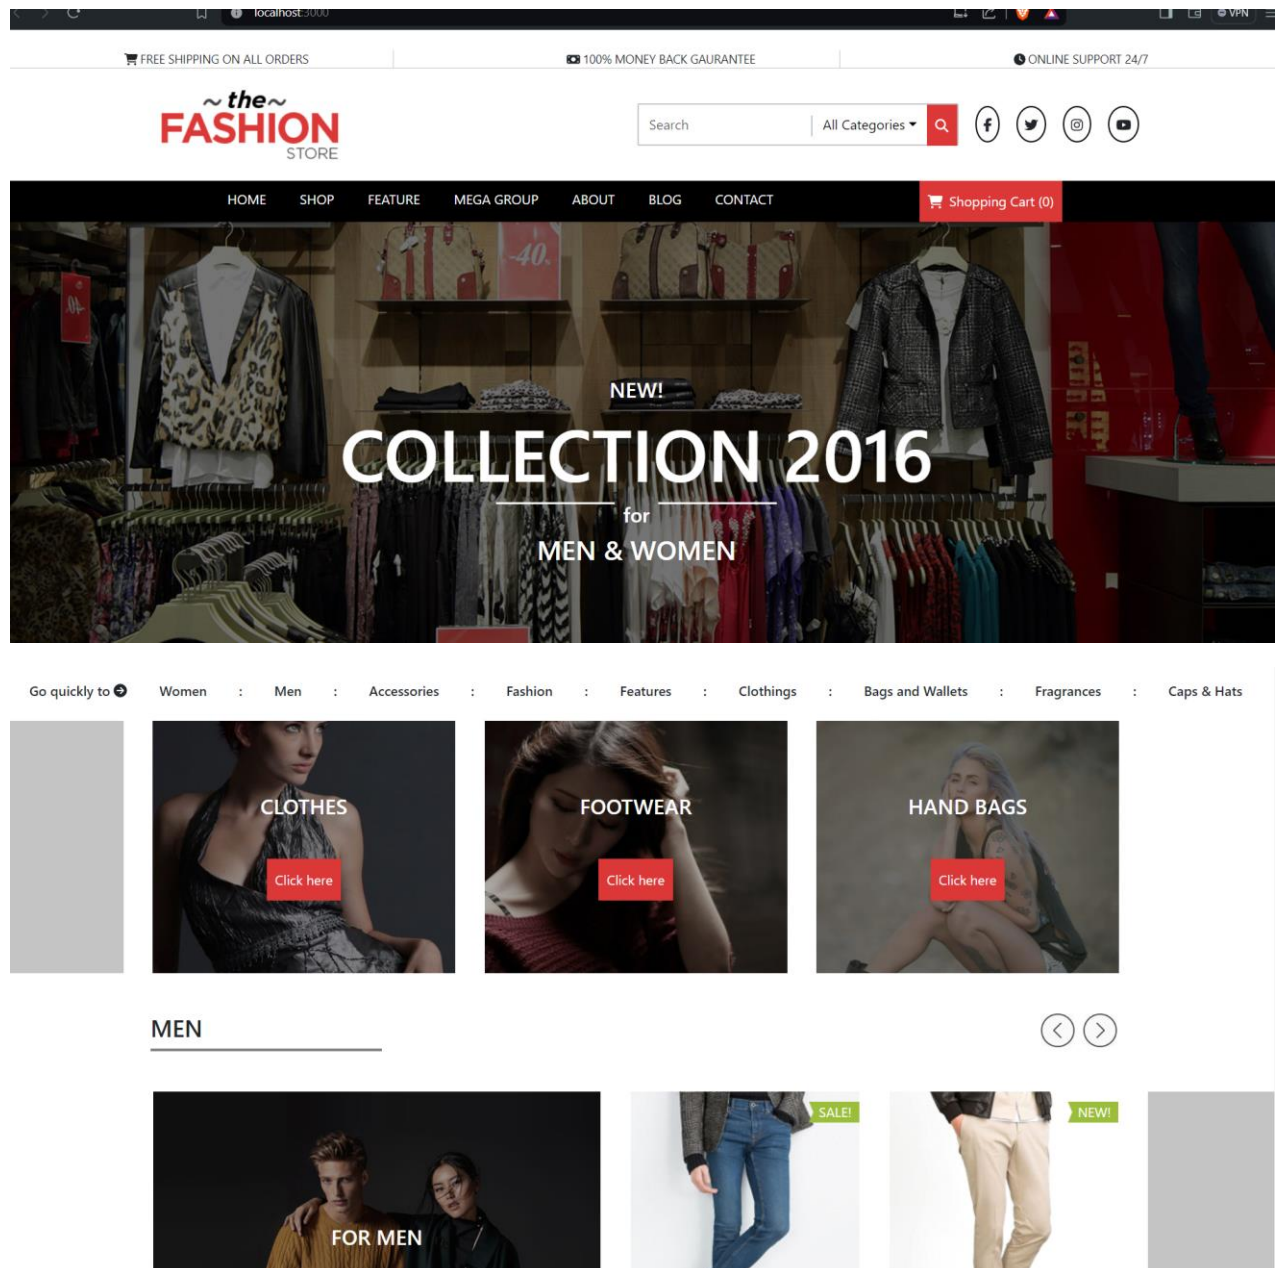 localhost:3000
VPN
FREE SHIPPING ON ALL ORDERS
100% MONEY BACK GAURANTEE
ONLINE SUPPORT 24/7
~ the ~
FASHION
STORE
Search
All Categories
HOME SHOP FEATURE MEGA GROUP ABOUT BLOG CONTACT
Shopping Cart (0)
-40%
NEW!
COLLECTION 2016
for
MEN & WOMEN
Go quickly to Women : Men : Accessories : Fashion : Features : Clothings : Bags and Wallets : Fragrances : Caps & Hats
CLOTHES
Click here
FOOTWEAR
Click here
HAND BAGS
Click here
MEN
FOR MEN
SALE!
NEW!